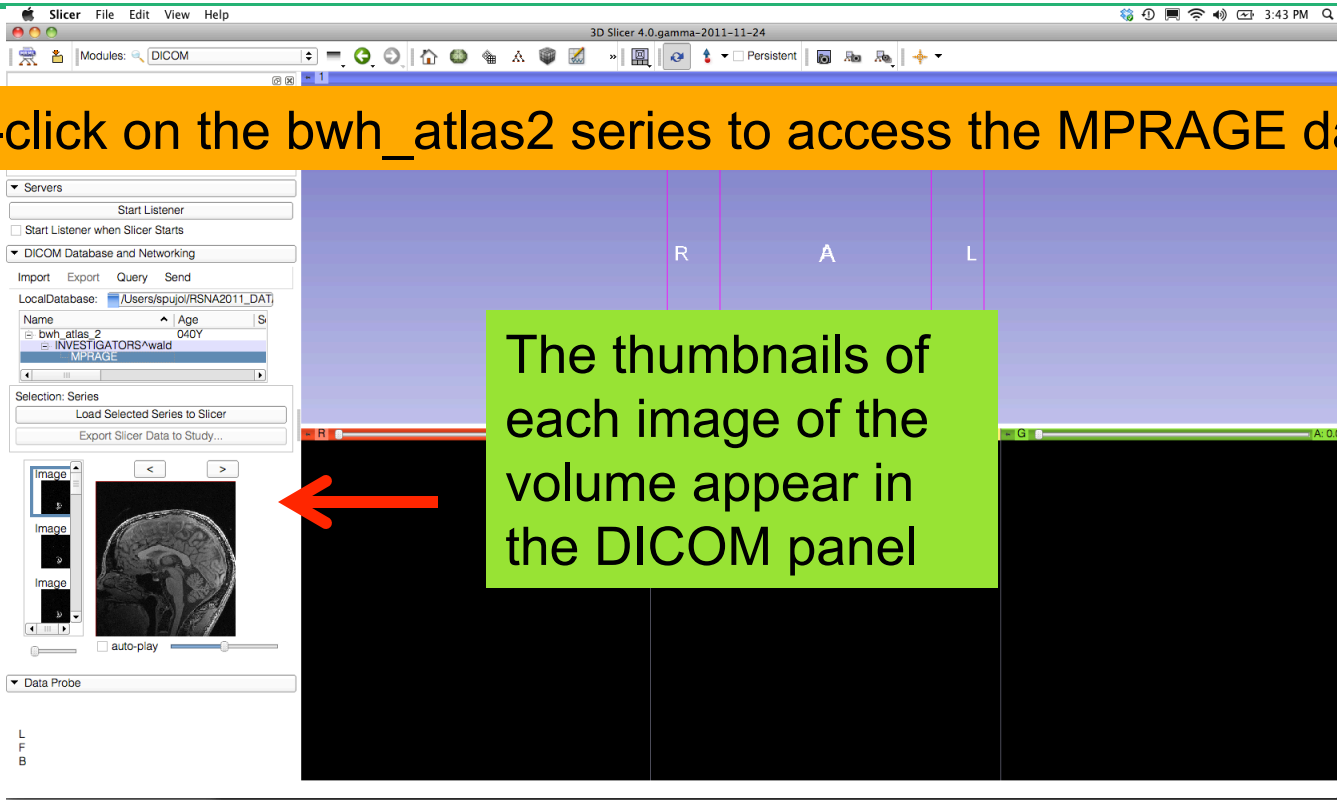 Slicer File Edit View Help 3:43 PM
3D Slicer 4.0.gamma-2011-11-24
Modules: DICOM » Persistent
- 1
-click on the bwh_atlas2 series to access the MPRAGE da
Servers
Start Listener
Start Listener when Slicer Starts
DICOM Database and Networking
Import Export Query Send
LocalDatabase: /Users/spujol/RSNA2011_DATA
Name Age S
bwh_atlas_2 040Y
INVESTIGATORS^wald
MPRAGE
Selection: Series
Load Selected Series to Slicer
Export Slicer Data to Study...
Image
Image
Image
< >
auto-play
Data Probe
L
F
B
R A L
The thumbnails of
each image of the
volume appear in
the DICOM panel
- R
- G A: 0.0